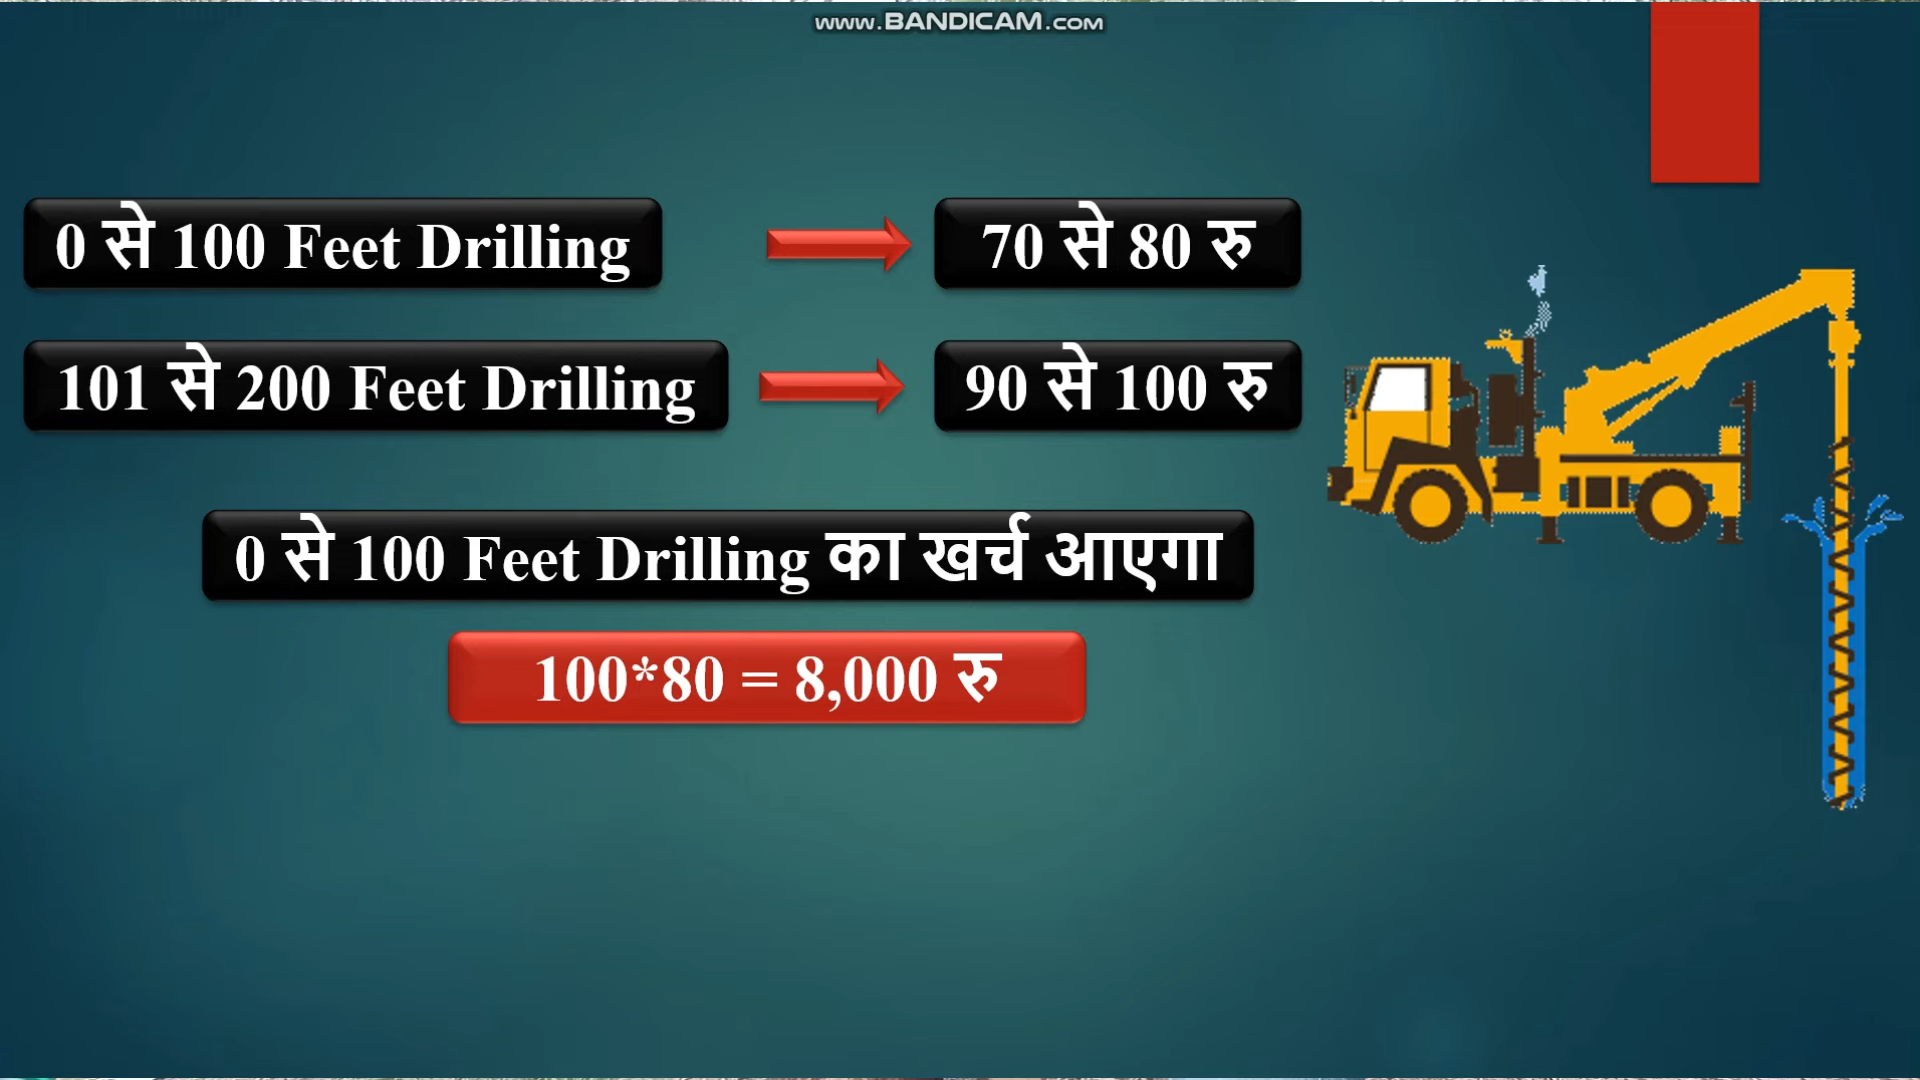 www.BANDICAM.com
0 से 100 Feet Drilling
70 से 80 रु
101 से 200 Feet Drilling
90 से 100 रु
0 से 100 Feet Drilling का खर्च आएगा
100*80 = 8,000 रु